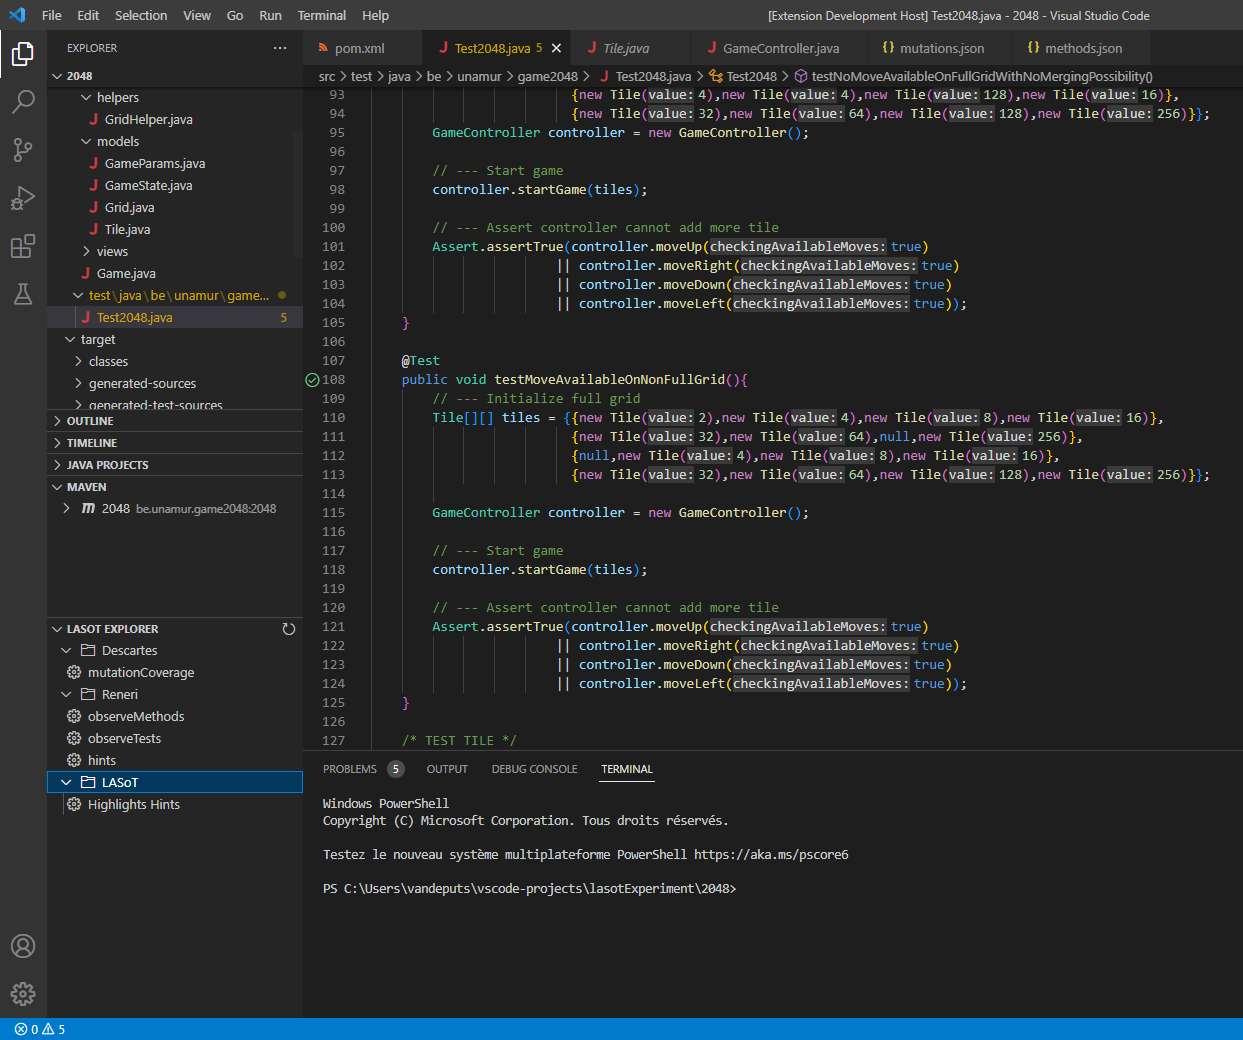 File Edit Selection View Go Run Terminal Help
[Extension Development Host] Test2048.java - 2048 - Visual Studio Code
EXPLORER
2048
helpers
GridHelper.java
models
GameParams.java
GameState.java
Grid.java
Tile.java
views
Game.java
test\java\be\unamur\game...
Test2048.java 5
target
classes
generated-sources
generated-test-sources
OUTLINE
TIMELINE
JAVA PROJECTS
MAVEN
2048 be.unamur.game2048:2048
LASOT EXPLORER
Descartes
mutationCoverage
Reneri
observeMethods
observeTests
hints
LASoT
Highlights Hints
pom.xml
Test2048.java 5
Tile.java
GameController.java
{} mutations.json
{} methods.json
src > test > java > be > unamur > game2048 > Test2048.java > Test2048 > testNoMoveAvailableOnFullGridWithNoMergingPossibility()
93 {new Tile(value: 4),new Tile(value: 4),new Tile(value: 128),new Tile(value: 16)},
94 {new Tile(value: 32),new Tile(value: 64),new Tile(value: 128),new Tile(value: 256)}};
95 GameController controller = new GameController();
96
97 // --- Start game
98 controller.startGame(tiles);
99
100 // --- Assert controller cannot add more tile
101 Assert.assertTrue(controller.moveUp(checkingAvailableMoves: true)
102 || controller.moveRight(checkingAvailableMoves: true)
103 || controller.moveDown(checkingAvailableMoves: true)
104 || controller.moveLeft(checkingAvailableMoves: true));
105 }
106
107 @Test
108 public void testMoveAvailableOnNonFullGrid(){
109 // --- Initialize full grid
110 Tile[][] tiles = {{new Tile(value: 2),new Tile(value: 4),new Tile(value: 8),new Tile(value: 16)},
111 {new Tile(value: 32),new Tile(value: 64),null,new Tile(value: 256)},
112 {null,new Tile(value: 4),new Tile(value: 8),new Tile(value: 16)},
113 {new Tile(value: 32),new Tile(value: 64),new Tile(value: 128),new Tile(value: 256)}};
114
115 GameController controller = new GameController();
116
117 // --- Start game
118 controller.startGame(tiles);
119
120 // --- Assert controller cannot add more tile
121 Assert.assertTrue(controller.moveUp(checkingAvailableMoves: true)
122 || controller.moveRight(checkingAvailableMoves: true)
123 || controller.moveDown(checkingAvailableMoves: true)
124 || controller.moveLeft(checkingAvailableMoves: true));
125 }
126
127 /* TEST TILE */
PROBLEMS 5 OUTPUT DEBUG CONSOLE TERMINAL
Windows PowerShell
Copyright (C) Microsoft Corporation. Tous droits réservés.
Testez le nouveau système multiplateforme PowerShell https://aka.ms/pscore6
PS C:\Users\vandeputs\vscode-projects\lasotExperiment\2048>
0 5